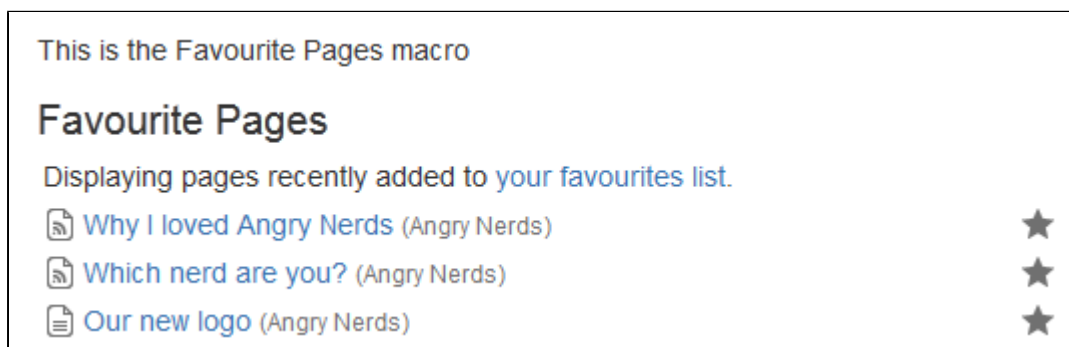 This is the Favourite Pages macro
Favourite Pages
Displaying pages recently added to your favourites list.
Why I loved Angry Nerds (Angry Nerds)
Which nerd are you? (Angry Nerds)
Our new logo (Angry Nerds)